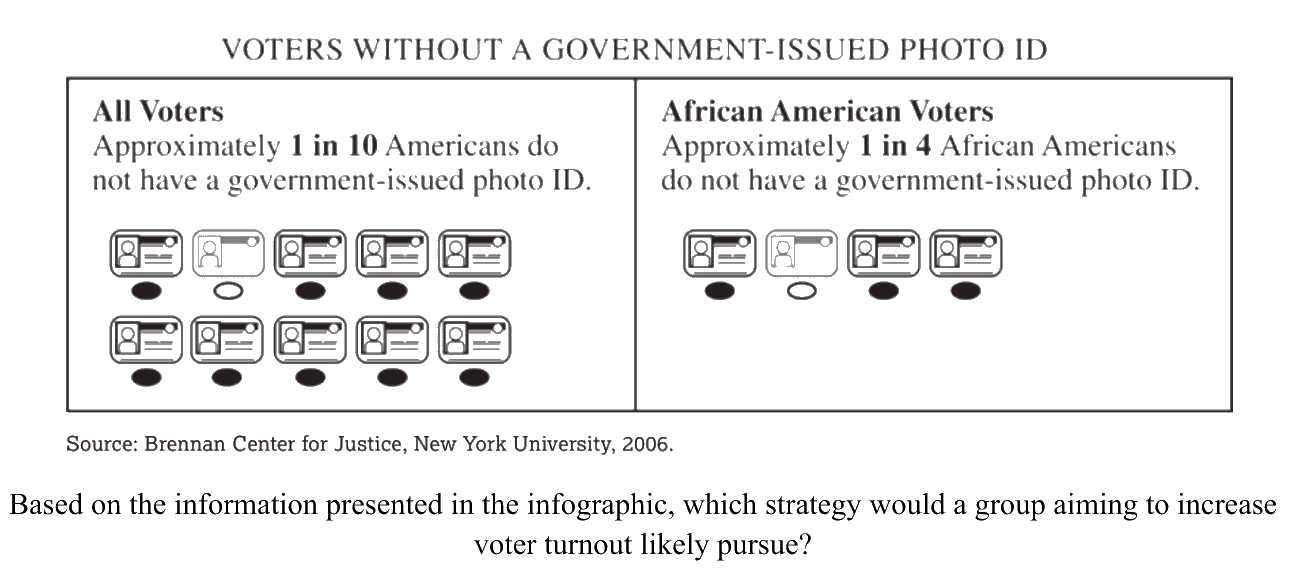 VOTERS WITHOUT A GOVERNMENT-ISSUED PHOTO ID
All Voters
Approximately 1 in 10 Americans do
not have a government-issued photo ID.
African American Voters
Approximately 1 in 4 African Americans
do not have a government-issued photo ID.
Source: Brennan Center for Justice, New York University, 2006.
Based on the information presented in the infographic, which strategy would a group aiming to increase
voter turnout likely pursue?